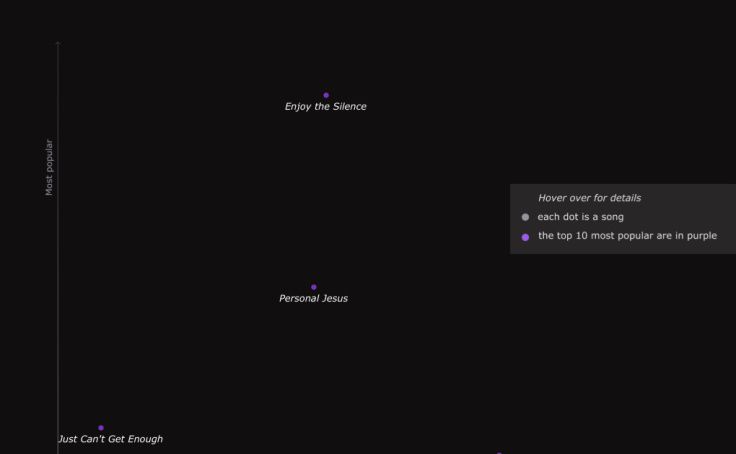 Enjoy the Silence
Most popular
Hover over for details
each dot is a song
the top 10 most popular are in purple
Personal Jesus
Just Can't Get Enough